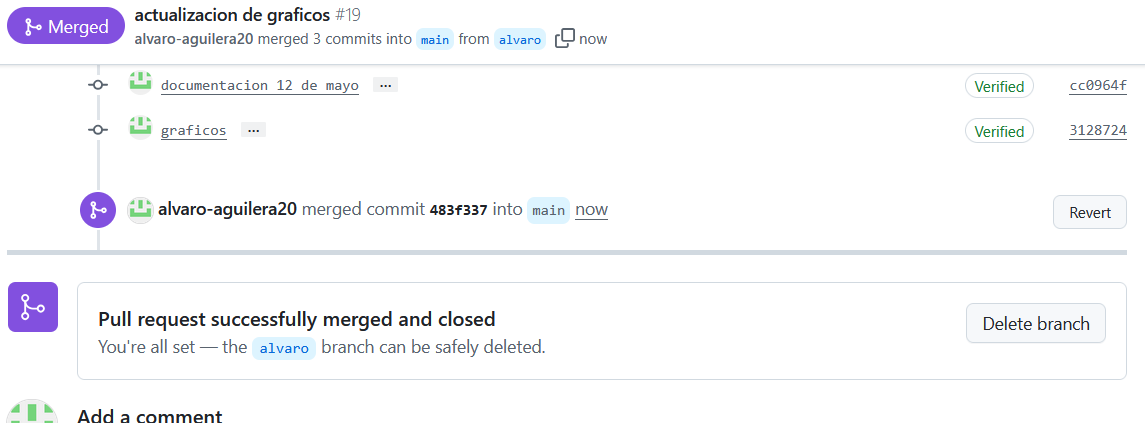 Merged
actualizacion de graficos #19
alvaro-aguilera20 merged 3 commits into main from alvaro now
documentacion 12 de mayo ... Verified cc0964f
graficos ... Verified 3128724
alvaro-aguilera20 merged commit 483f337 into main now Revert
Pull request successfully merged and closed
You're all set — the alvaro branch can be safely deleted.
Delete branch
Add a comment